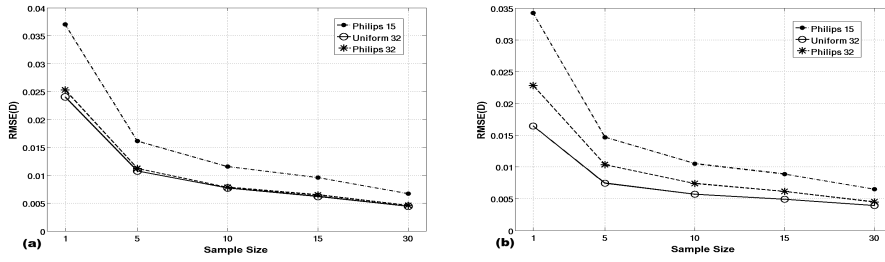 0.04
0.035
0.03
0.025
0.02
0.015
0.01
0.005
0
RMSE(D)
1 5 10 15 30
Sample Size
(a)
Philips 15
Uniform 32
Philips 32
0.035
0.03
0.025
0.02
0.015
0.01
0.005
0
RMSE(D)
1 5 10 15 30
Sample Size
(b)
Philips 15
Uniform 32
Philips 32